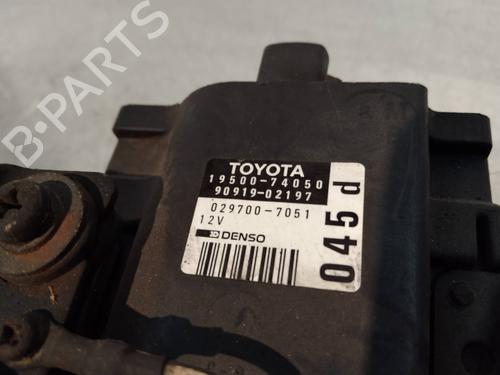 TOYOTA
19500-74050
90919-02197
029700-7051
12V
DENSO
045d
B-PARTS